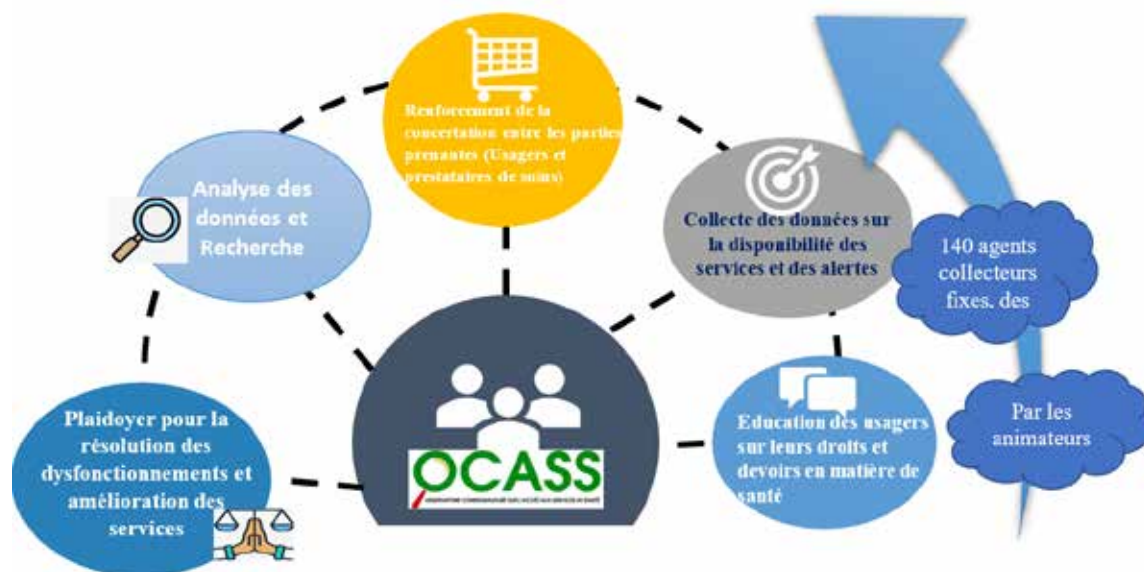 Renforcement de la
concertation entre les parties
prenantes (Usagers et
prestataires de soins)
Analyse des
données et
Recherche
Collecte des données sur
la disponibilité des
services et des alertes
140 agents
collecteurs
fixes, des
Plaidoyer pour la
résolution des
dysfonctionnements et
amélioration des
services
OCASS
Education des usagers
sur leurs droits et
devoirs en matière de
santé
Par les
animateurs